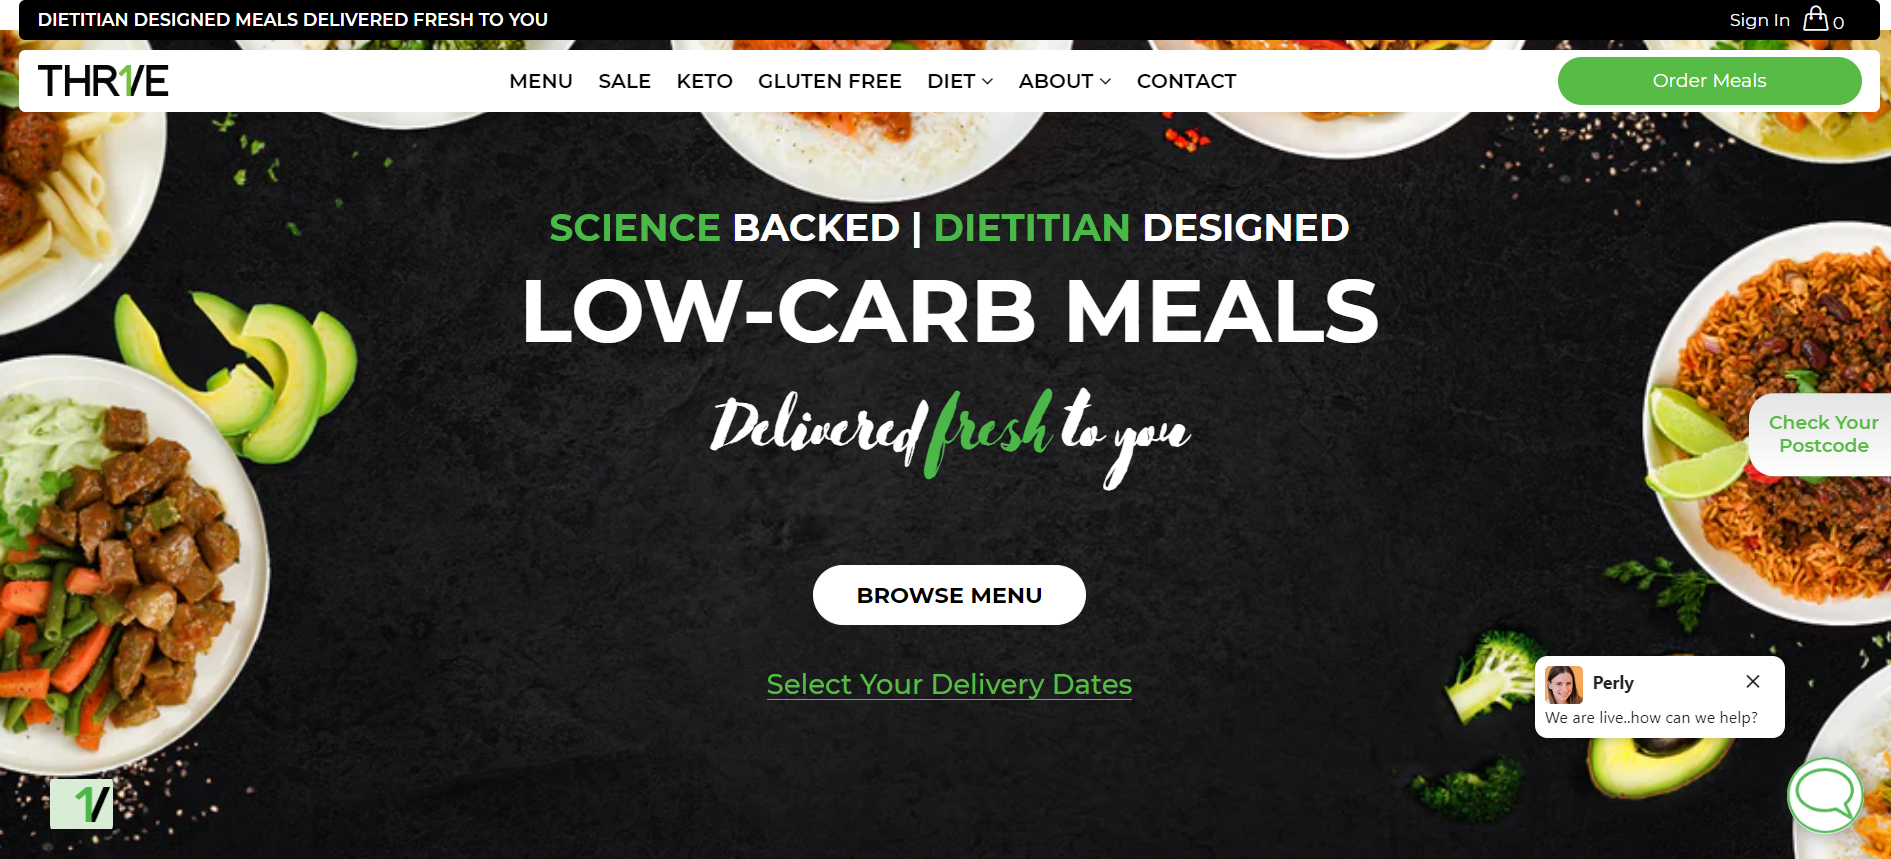 DIETITIAN DESIGNED MEALS DELIVERED FRESH TO YOU
Sign In 0
THR1VE
MENU SALE KETO GLUTEN FREE DIET ABOUT CONTACT
Order Meals
SCIENCE BACKED | DIETITIAN DESIGNED
LOW-CARB MEALS
Delivered fresh to you
Check Your
Postcode
BROWSE MENU
Select Your Delivery Dates
Perly
We are live..how can we help?
1/